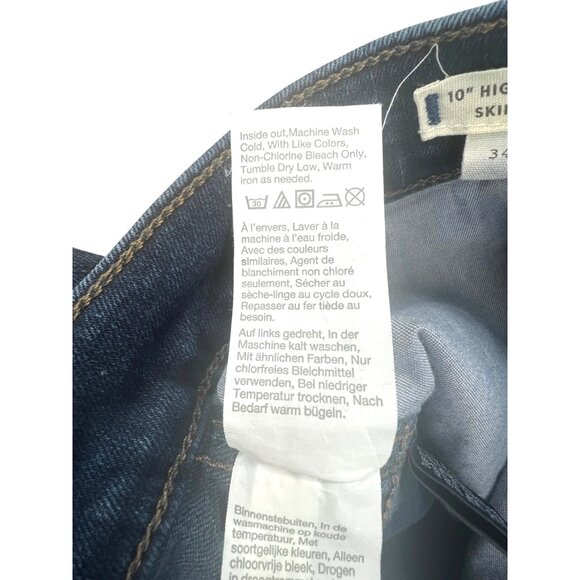 10" HIG
SKI
34
Inside out,Machine Wash
Cold, With Like Colors,
Non-Chlorine Bleach Only,
Tumble Dry Low, Warm
iron as needed.
30
À l'envers, Laver à la
machine à l'eau froide,
Avec des couleurs
similaires, Agent de
blanchiment non chloré
seulement, Sécher au
sèche-linge au cycle doux,
Repasser au fer tiède au
besoin.
Auf links gedreht, In der
Maschine kalt waschen,
Mit ähnlichen Farben, Nur
chlorfreies Bleichmittel
verwenden, Bei niedriger
Temperatur trocknen, Nach
Bedarf warm bügeln.
Binnenstebuiten, In de
wasmachine op koude
temperatuur, Met
soortgelijke kleuren, Alleen
chloorvrije bleek, Drogen